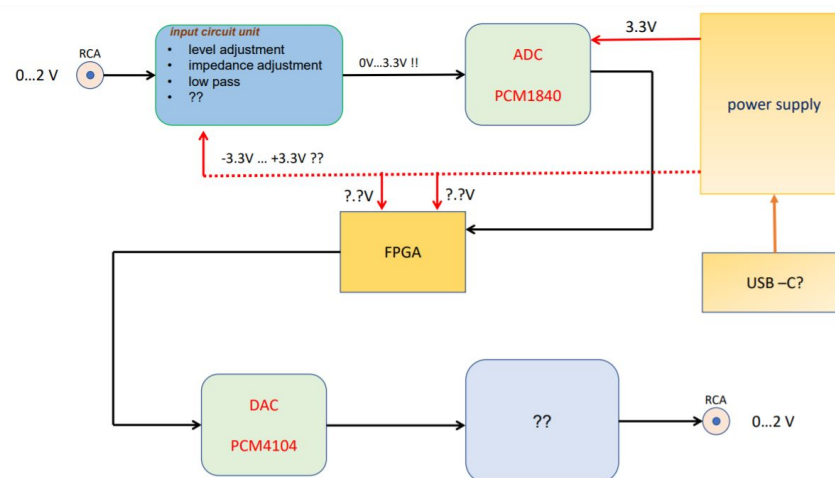 input circuit unit
• level adjustment
• impedance adjustment
• low pass
• ??
RCA
0…2 V
0V…3.3V !!
ADC
PCM1840
3.3V
power supply
-3.3V … +3.3V ??
?.?V
?.?V
FPGA
USB –C?
DAC
PCM4104
??
RCA
0…2 V